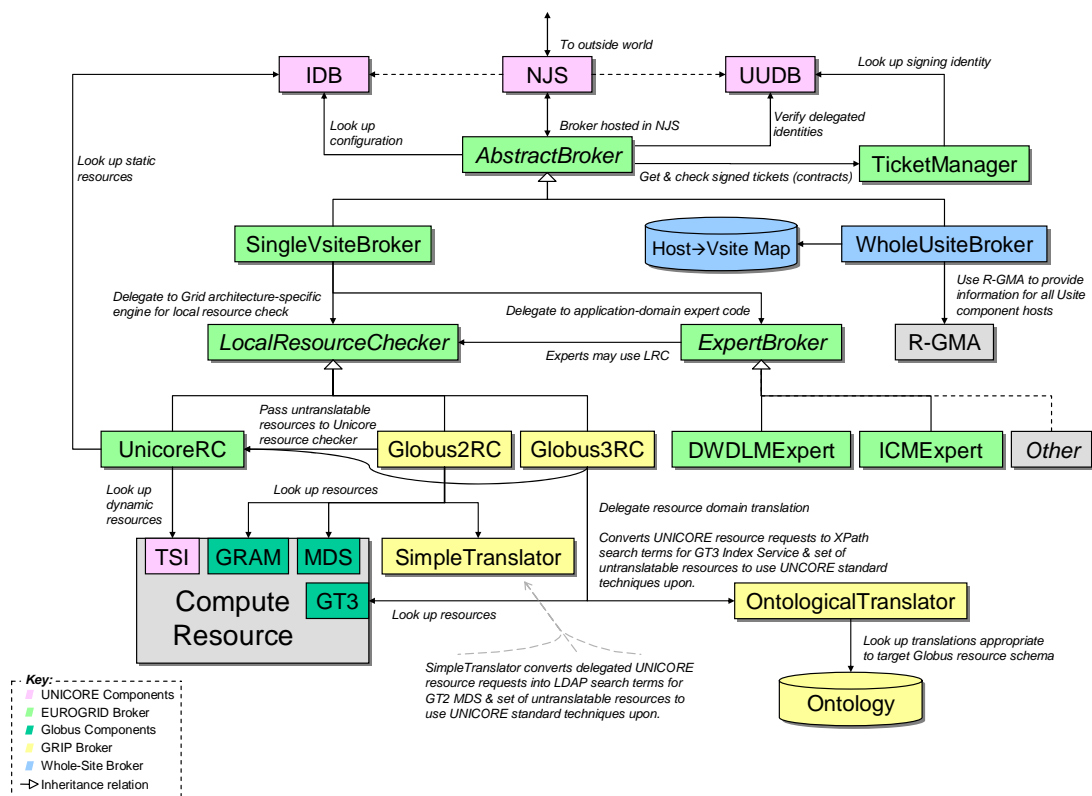 To outside world
IDB
NJS
UUDB
Look up signing identity
Look up
configuration
Broker hosted in NJS
Verify delegated
identities
AbstractBroker
TicketManager
Look up static
resources
Get & check signed tickets (contracts)
SingleVsiteBroker
Host→Vsite Map
WholeUsiteBroker
Use R-GMA to provide
information for all Usite
component hosts
Delegate to Grid architecture-specific
engine for local resource check
Delegate to application-domain expert code
LocalResourceChecker
ExpertBroker
R-GMA
Experts may use LRC
Pass untranslatable
resources to Unicore
resource checker
UnicoreRC
Globus2RC
Globus3RC
DWDLMExpert
ICMExpert
Other
Look up
dynamic
resources
Look up resources
Delegate resource domain translation
Converts UNICORE resource requests to XPath
search terms for GT3 Index Service & set of
untranslatable resources to use UNCORE standard
techniques upon.
TSI
GRAM
MDS
SimpleTranslator
GT3
Compute
Resource
Look up resources
OntologicalTranslator
Look up translations appropriate
to target Globus resource schema
SimpleTranslator converts delegated UNICORE
resource requests into LDAP search terms for
GT2 MDS & set of untranslatable resources to
use UNICORE standard techniques upon.
Ontology
Key:
UNICORE Components
EUROGRID Broker
Globus Components
GRIP Broker
Whole-Site Broker
Inheritance relation